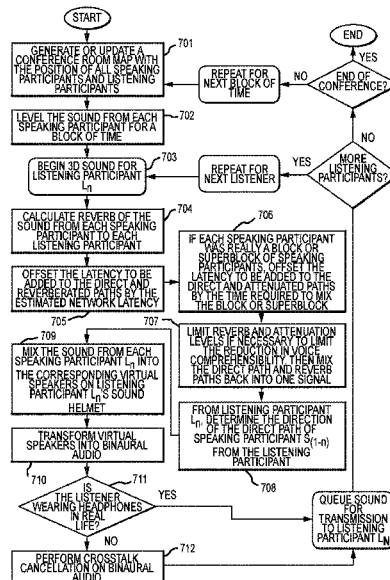 START
701
GENERATE OR UPDATE A
CONFERENCE ROOM MAP WITH
THE POSITION OF ALL SPEAKING
PARTICIPANTS AND LISTENING
PARTICIPANTS
702
LEVEL THE SOUND FROM EACH
SPEAKING PARTICIPANT FOR A
BLOCK OF TIME
703
BEGIN 3D SOUND FOR
LISTENING PARTICIPANT
Ln
704
CALCULATE REVERB OF THE
SOUND FROM EACH SPEAKING
PARTICIPANT TO EACH
LISTENING PARTICIPANT
OFFSET THE LATENCY TO BE
ADDED TO THE DIRECT AND
REVERBERATED PATHS BY THE
ESTIMATED NETWORK LATENCY
705
706
IF EACH SPEAKING PARTICIPANT
WAS REALLY A BLOCK OR
SUPERBLOCK OF SPEAKING
PARTICIPANTS, OFFSET THE
LATENCY TO BE ADDED TO THE
DIRECT AND ATTENUATED PATHS
BY THE TIME REQUIRED TO MIX
THE BLOCK OR SUPERBLOCK
707
LIMIT REVERB AND ATTENUATION
LEVELS IF NECESSARY TO LIMIT
THE REDUCTION IN VOICE
COMPREHENSIBILITY. THEN MIX
THE DIRECT PATH AND REVERB
PATHS BACK INTO ONE SIGNAL
FROM LISTENING PARTICIPANT
Ln, DETERMINE THE DIRECTION
OF THE DIRECT PATH OF
SPEAKING PARTICIPANT S(1-n)
FROM THE LISTENING
PARTICIPANT
708
709
MIX THE SOUND FROM EACH
SPEAKING PARTICIPANT Ln INTO
THE CORRESPONDING VIRTUAL
SPEAKERS ON LISTENING
PARTICIPANT Ln'S SOUND
HELMET
TRANSFORM VIRTUAL
SPEAKERS INTO BINAURAL
AUDIO
710
711
IS
THE LISTENER
WEARING HEADPHONES
IN REAL
LIFE?
YES
NO
712
PERFORM CROSSTALK
CANCELLATION ON BINAURAL
AUDIO
QUEUE SOUND
FOR
TRANSMISSION
TO LISTENING
PARTICIPANT LN
MORE
LISTENING
PARTICIPANTS?
YES
REPEAT FOR
NEXT LISTENER
NO
END OF
CONFERENCE?
NO
REPEAT FOR
NEXT BLOCK OF
TIME
YES
END